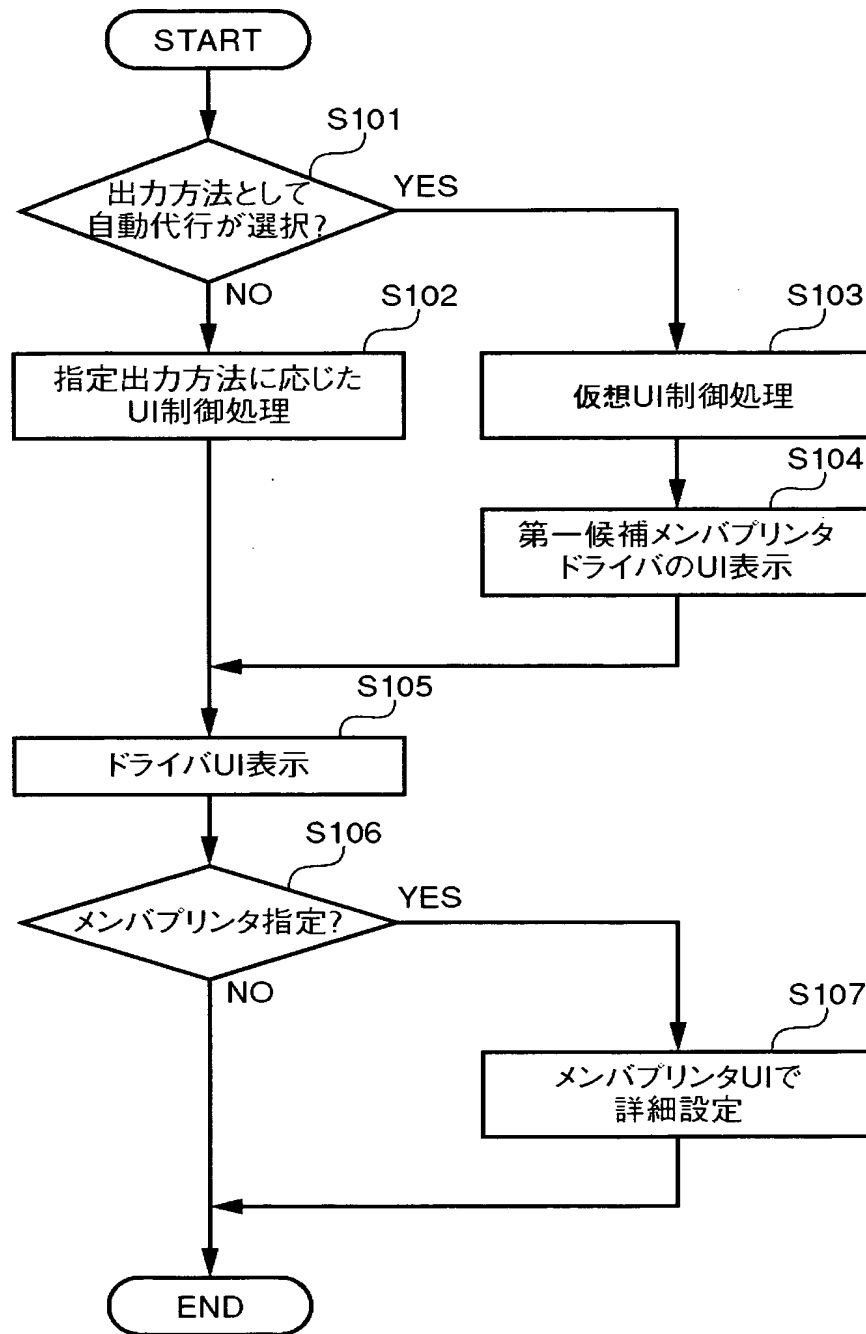 START
S101
出力方法として
自動代行が選択?
YES
NO
S102
指定出力方法に応じた
UI制御処理
S103
仮想UI制御処理
S104
第一候補メンバプリンタ
ドライバのUI表示
S105
ドライバUI表示
S106
メンバプリンタ指定?
YES
NO
S107
メンバプリンタUIで
詳細設定
END